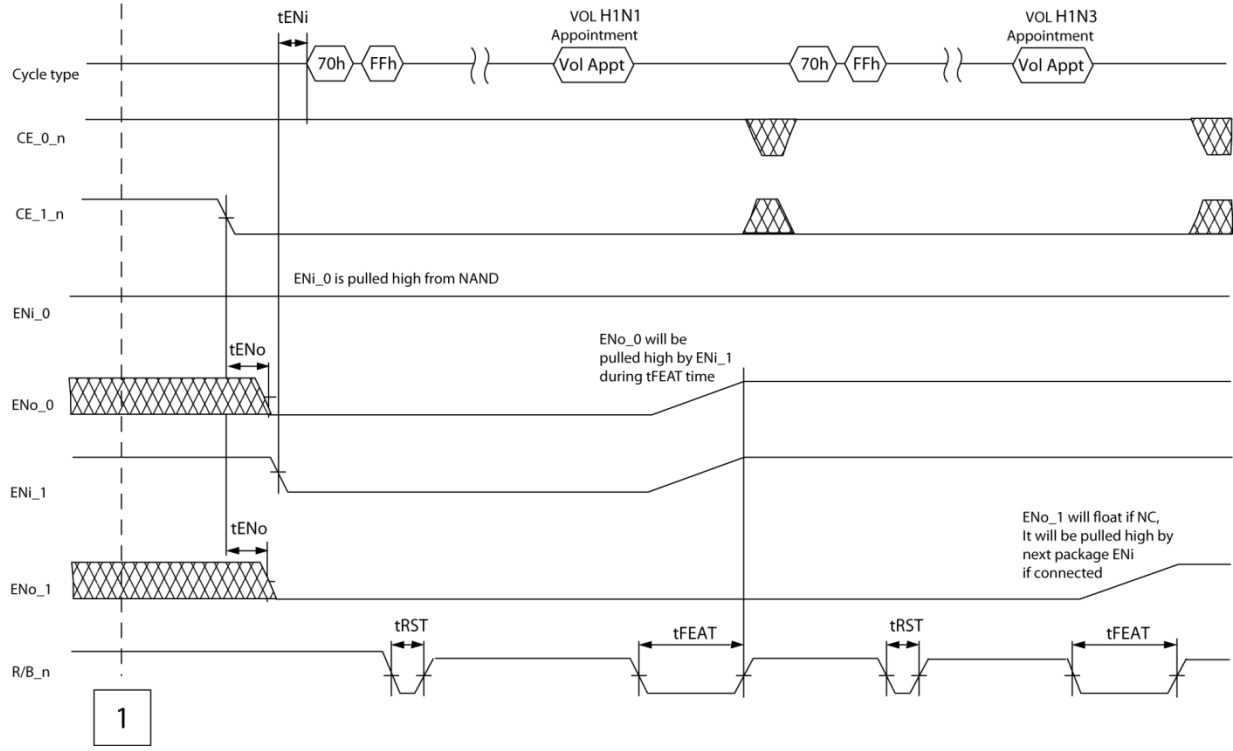 tENi
VOL H1N1
Appointment
VOL H1N3
Appointment
Cycle type
70h
FFh
Vol Appt
70h
FFh
Vol Appt
CE_0_n
CE_1_n
ENi_0 is pulled high from NAND
ENi_0
tENo
ENo_0 will be
pulled high by ENi_1
during tFEAT time
ENo_0
ENi_1
tENo
ENo_1 will float if NC,
It will be pulled high by
next package ENi
if connected
ENo_1
tRST
tFEAT
tRST
tFEAT
R/B_n
1